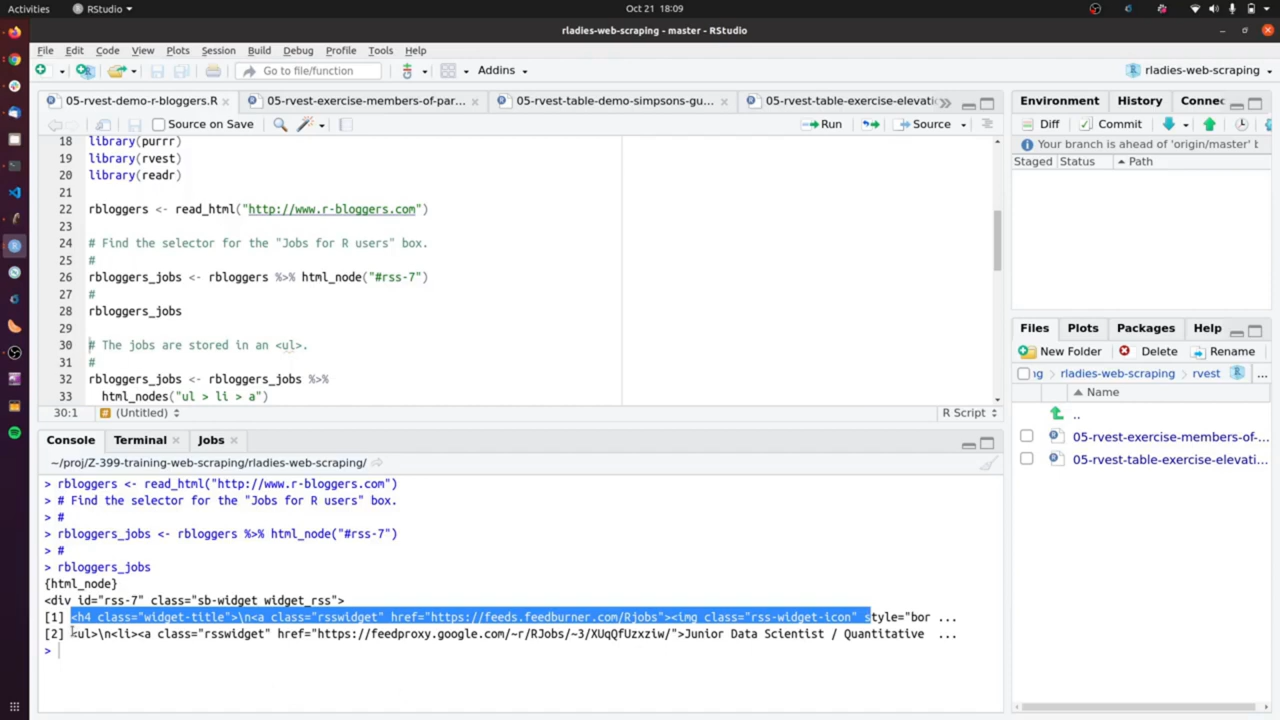 Activities RStudio Oct 21 18:09
rladies-web-scraping - master - RStudio
File Edit Code View Plots Session Build Debug Profile Tools Help
Go to file/function Addins rladies-web-scraping
05-rvest-demo-r-bloggers.R 05-rvest-exercise-members-of-par... 05-rvest-table-demo-simpsons-gu... 05-rvest-table-exercise-elevati
Source on Save Run Source
18 library(purrr)
19 library(rvest)
20 library(readr)
21
22 rbloggers <- read_html("http://www.r-bloggers.com")
23
24 # Find the selector for the "Jobs for R users" box.
25 #
26 rbloggers_jobs <- rbloggers %>% html_node("#rss-7")
27 #
28 rbloggers_jobs
29
30 # The jobs are stored in an <ul>.
31 #
32 rbloggers_jobs <- rbloggers_jobs %>%
33 html_nodes("ul > li > a")
30:1 # (Untitled) R Script
Console Terminal Jobs
~/proj/Z-399-training-web-scraping/rladies-web-scraping/
> rbloggers <- read_html("http://www.r-bloggers.com")
> # Find the selector for the "Jobs for R users" box.
> #
> rbloggers_jobs <- rbloggers %>% html_node("#rss-7")
> #
> rbloggers_jobs
{html_node}
<div id="rss-7" class="sb-widget widget_rss">
[1] <h4 class="widget-title">\n<a class="rsswidget" href="https://feeds.feedburner.com/Rjobs"><img class="rss-widget-icon" style="bor ...
[2] <ul>\n<li><a class="rsswidget" href="https://feedproxy.google.com/~r/RJobs/~3/XUqQfUzxziw/">Junior Data Scientist / Quantitative ...
>
Environment History Connec
Diff Commit
Your branch is ahead of 'origin/master' b
Staged Status Path
Files Plots Packages Help
New Folder Delete Rename
ng rladies-web-scraping rvest ...
Name
..
05-rvest-exercise-members-of-...
05-rvest-table-exercise-elevati...